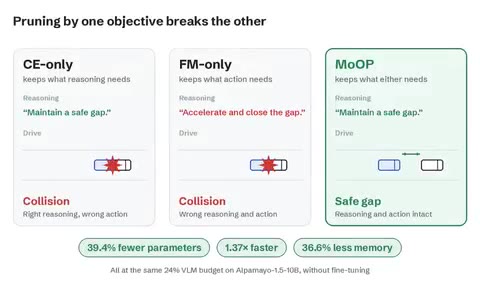 Pruning by one objective breaks the other
CE-only
keeps what reasoning needs
Reasoning
“Maintain a safe gap.”
Drive
Collision
Right reasoning, wrong action
FM-only
keeps what action needs
Reasoning
“Accelerate and close the gap.”
Drive
Collision
Wrong reasoning and action
MoOP
keeps what either needs
Reasoning
“Maintain a safe gap.”
Drive
Safe gap
Reasoning and action intact
39.4% fewer parameters
1.37× faster
36.6% less memory
All at the same 24% VLM budget on Alpamayo-1.5-10B, without fine-tuning